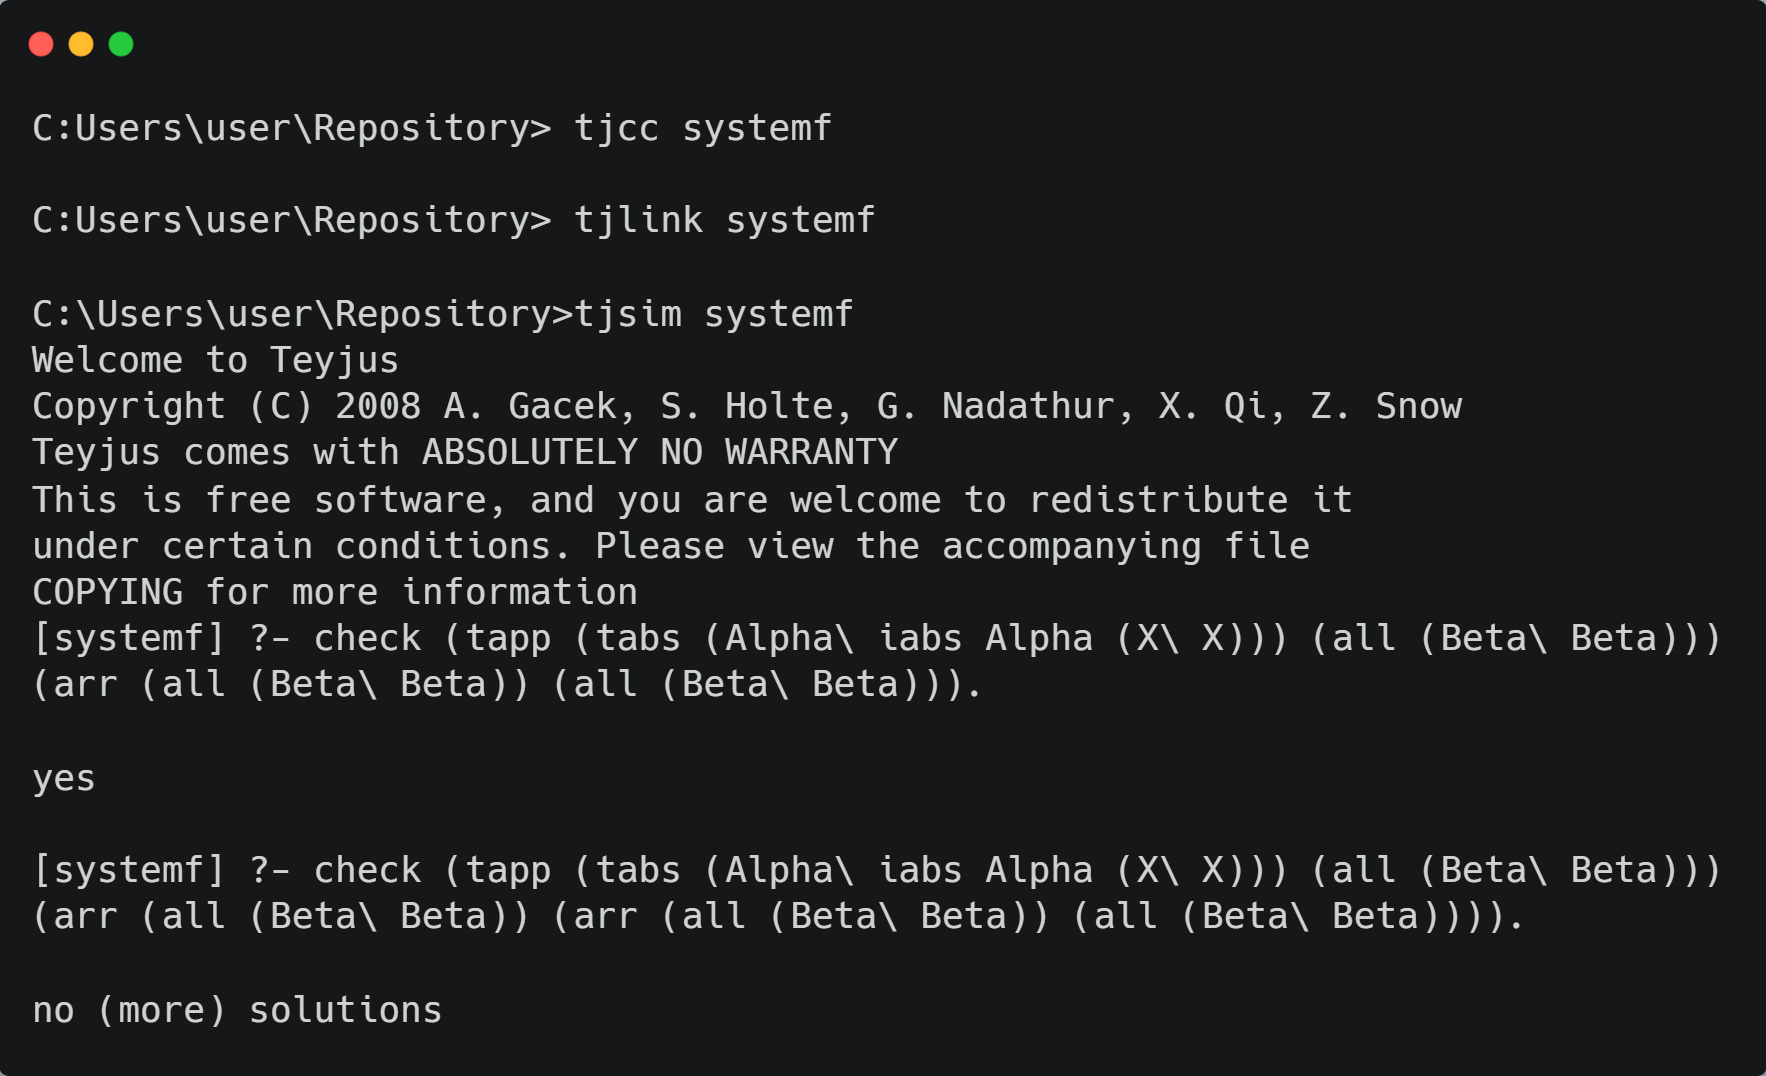 C:Users\user\Repository> tjcc systemf
C:Users\user\Repository> tjlink systemf
C:\Users\user\Repository>tjsim systemf
Welcome to Teyjus
Copyright (C) 2008 A. Gacek, S. Holte, G. Nadathur, X. Qi, Z. Snow
Teyjus comes with ABSOLUTELY NO WARRANTY
This is free software, and you are welcome to redistribute it
under certain conditions. Please view the accompanying file
COPYING for more information
[systemf] ?- check (tapp (tabs (Alpha\ iabs Alpha (X\ X))) (all (Beta\ Beta)))
(arr (all (Beta\ Beta)) (all (Beta\ Beta))).
yes
[systemf] ?- check (tapp (tabs (Alpha\ iabs Alpha (X\ X))) (all (Beta\ Beta)))
(arr (all (Beta\ Beta)) (arr (all (Beta\ Beta)) (all (Beta\ Beta)))).
no (more) solutions